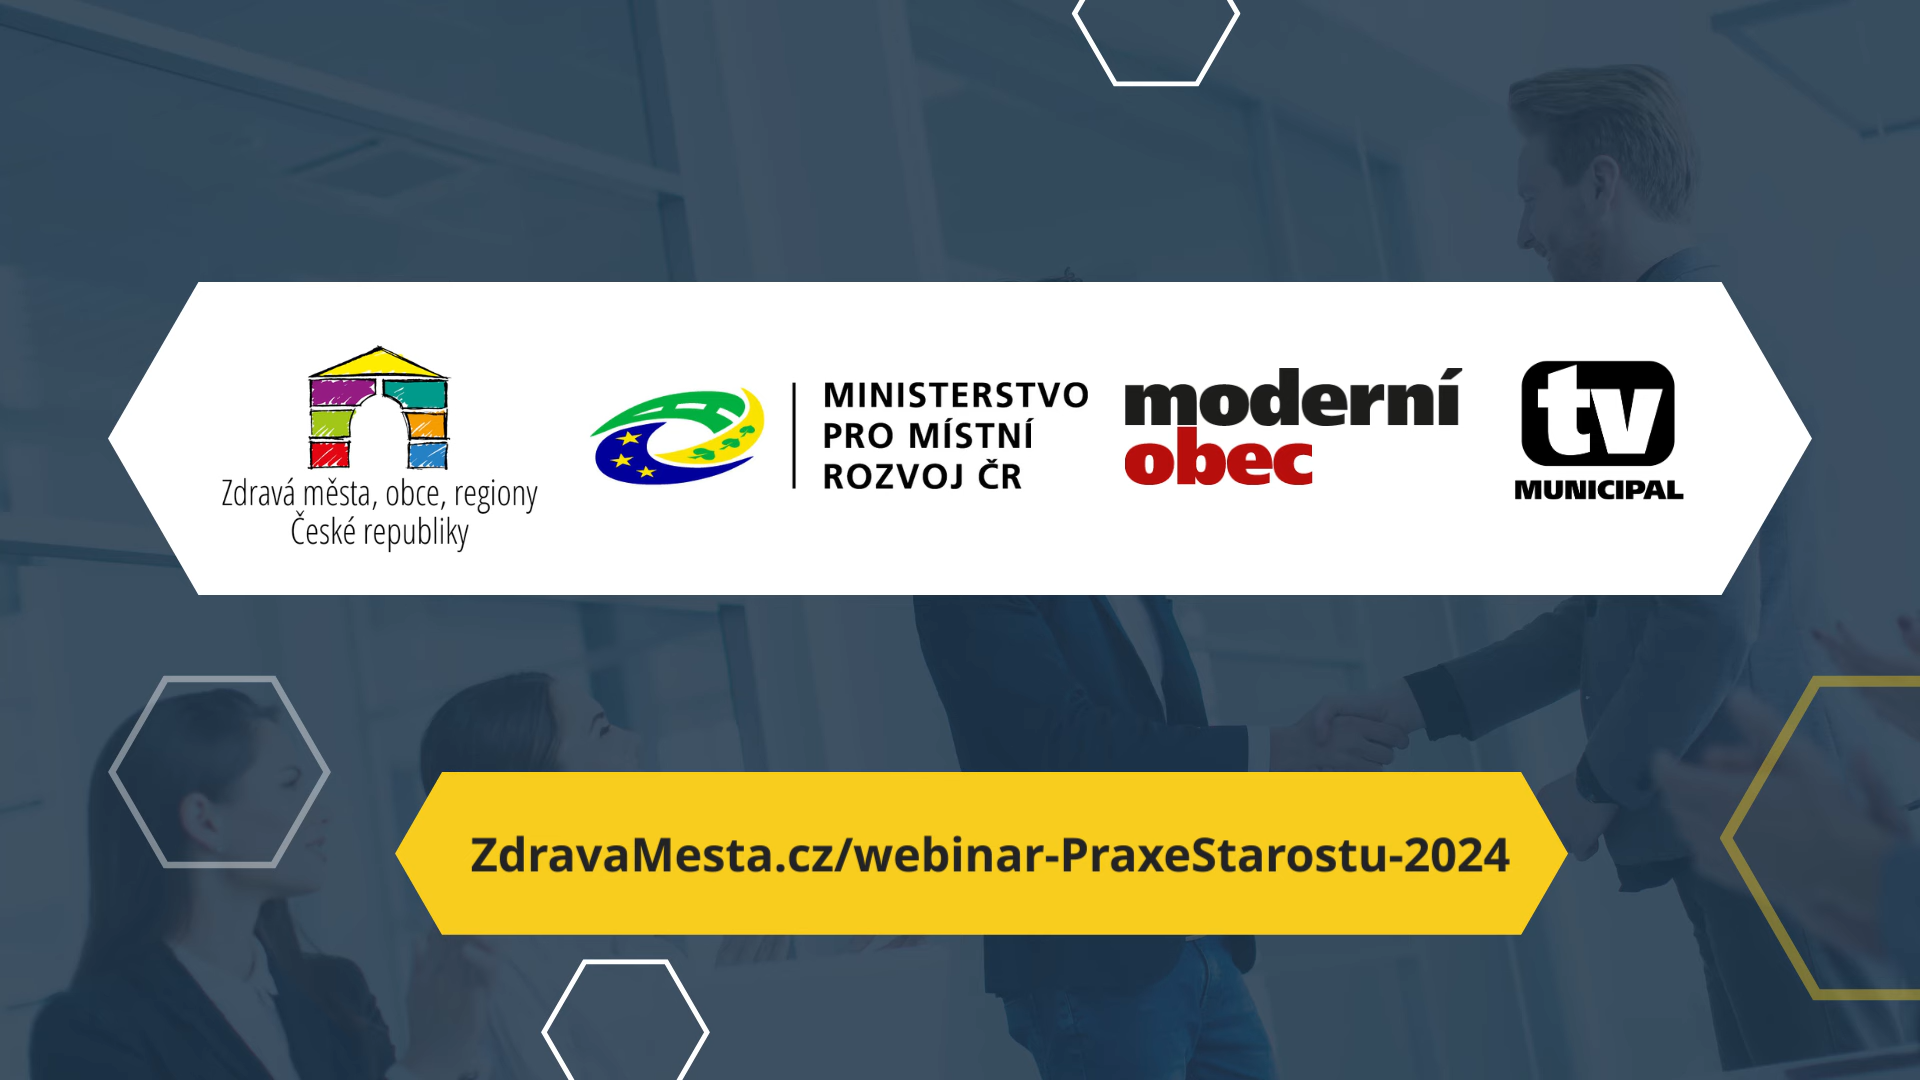 Zdravá města, obce, regiony
České republiky
MINISTERSTVO
PRO MÍSTNÍ
ROZVOJ ČR
moderní
obec
tv
MUNICIPAL
ZdravaMesta.cz/webinar-PraxeStarostu-2024